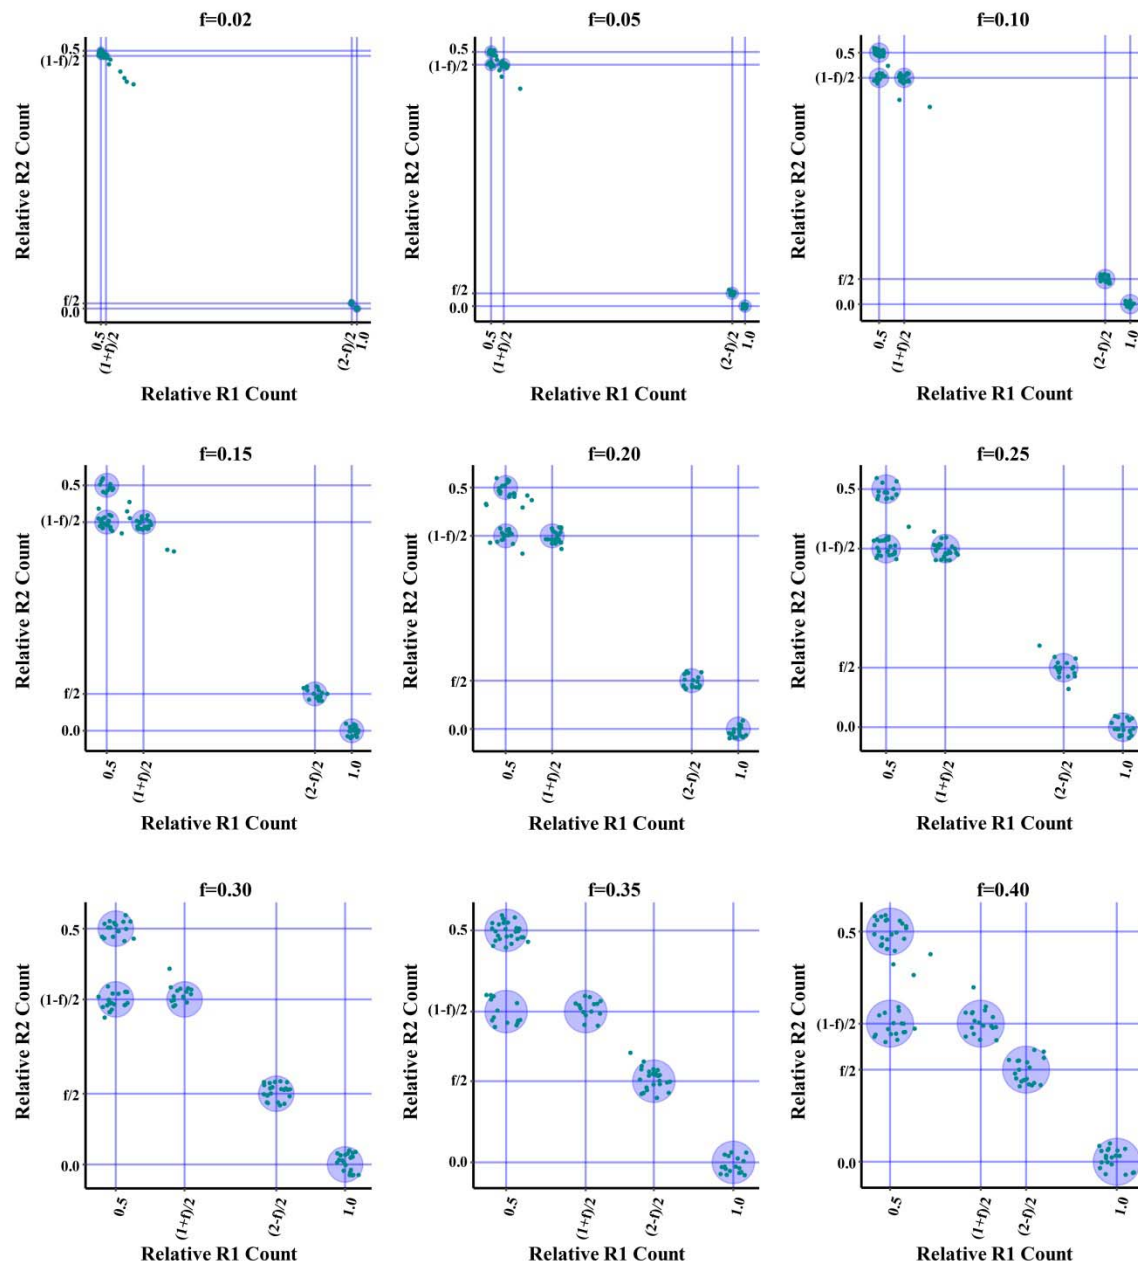 f=0.02
0.5
(1-f)/2
f/2
0.0
0.5
(1+f)/2
(2-f)/2
1.0
Relative R2 Count
Relative R1 Count
f=0.05
0.5
(1-f)/2
f/2
0.0
0.5
(1+f)/2
(2-f)/2
1.0
Relative R2 Count
Relative R1 Count
f=0.10
0.5
(1-f)/2
f/2
0.0
0.5
(1+f)/2
(2-f)/2
1.0
Relative R2 Count
Relative R1 Count
f=0.15
0.5
(1-f)/2
f/2
0.0
0.5
(1+f)/2
(2-f)/2
1.0
Relative R2 Count
Relative R1 Count
f=0.20
0.5
(1-f)/2
f/2
0.0
0.5
(1+f)/2
(2-f)/2
1.0
Relative R2 Count
Relative R1 Count
f=0.25
0.5
(1-f)/2
f/2
0.0
0.5
(1+f)/2
(2-f)/2
1.0
Relative R2 Count
Relative R1 Count
f=0.30
0.5
(1-f)/2
f/2
0.0
0.5
(1+f)/2
(2-f)/2
1.0
Relative R2 Count
Relative R1 Count
f=0.35
0.5
(1-f)/2
f/2
0.0
0.5
(1+f)/2
(2-f)/2
1.0
Relative R2 Count
Relative R1 Count
f=0.40
0.5
(1-f)/2
f/2
0.0
0.5
(1+f)/2
(2-f)/2
1.0
Relative R2 Count
Relative R1 Count